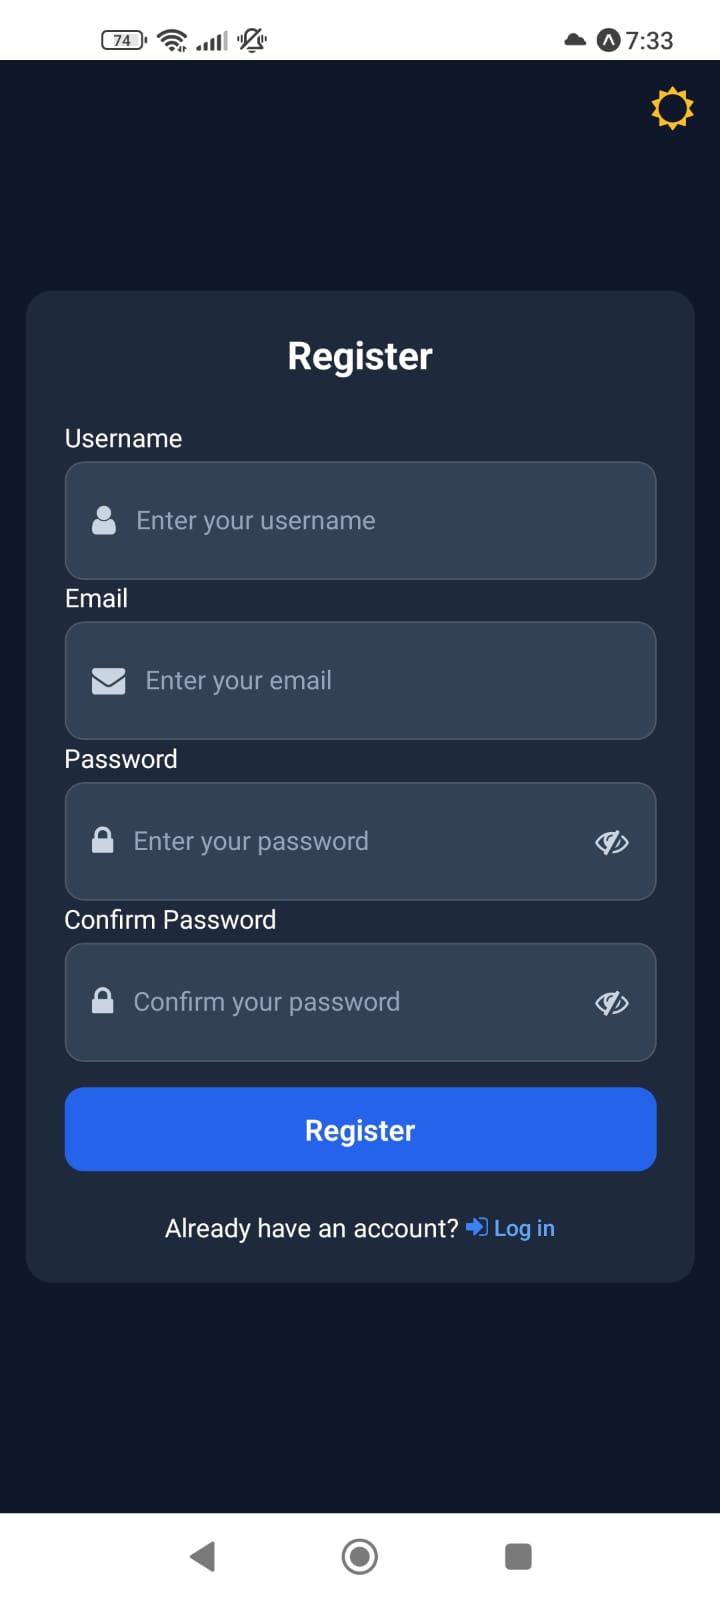 74 7:33
Register
Username
Enter your username
Email
Enter your email
Password
Enter your password
Confirm Password
Confirm your password
Register
Already have an account? Log in